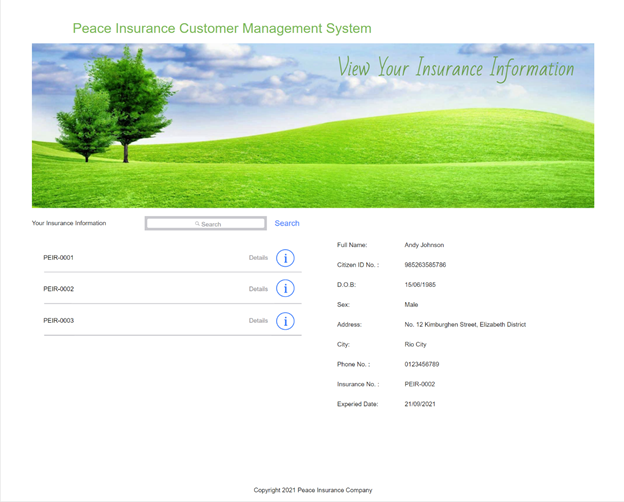 Peace Insurance Customer Management System
View Your Insurance Information
Your Insurance Information
Search
Search
PEIR-0001 Details
PEIR-0002 Details
PEIR-0003 Details
Full Name: Andy Johnson
Citizen ID No. : 985263585786
D.O.B: 15/06/1985
Sex: Male
Address: No. 12 Kimburghen Street, Elizabeth District
City: Rio City
Phone No. : 0123456789
Insurance No. : PEIR-0002
Experied Date: 21/09/2021
Copyright 2021 Peace Insurance Company